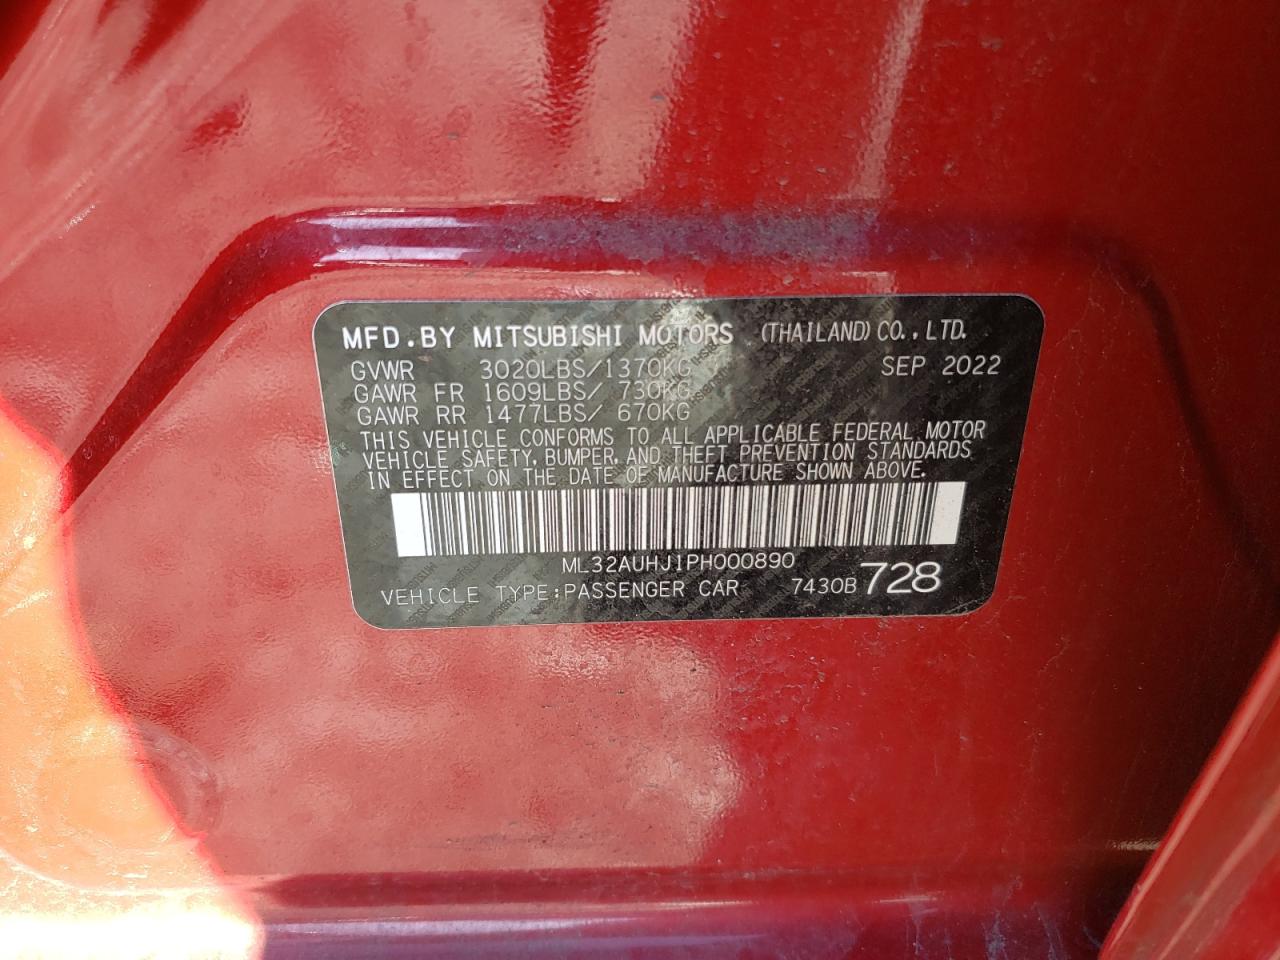 MFD.BY MITSUBISHI MOTORS (THAILAND) CO., LTD.
GVWR 3020LBS/1370KG SEP 2022
GAWR FR 1609LBS/ 730KG
GAWR RR 1477LBS/ 670KG
THIS VEHICLE CONFORMS TO ALL APPLICABLE FEDERAL MOTOR
VEHICLE SAFETY, BUMPER, AND THEFT PREVENTION STANDARDS
IN EFFECT ON THE DATE OF MANUFACTURE SHOWN ABOVE.
ML32AUHJ1PH000890
VEHICLE TYPE:PASSENGER CAR 7430B 728